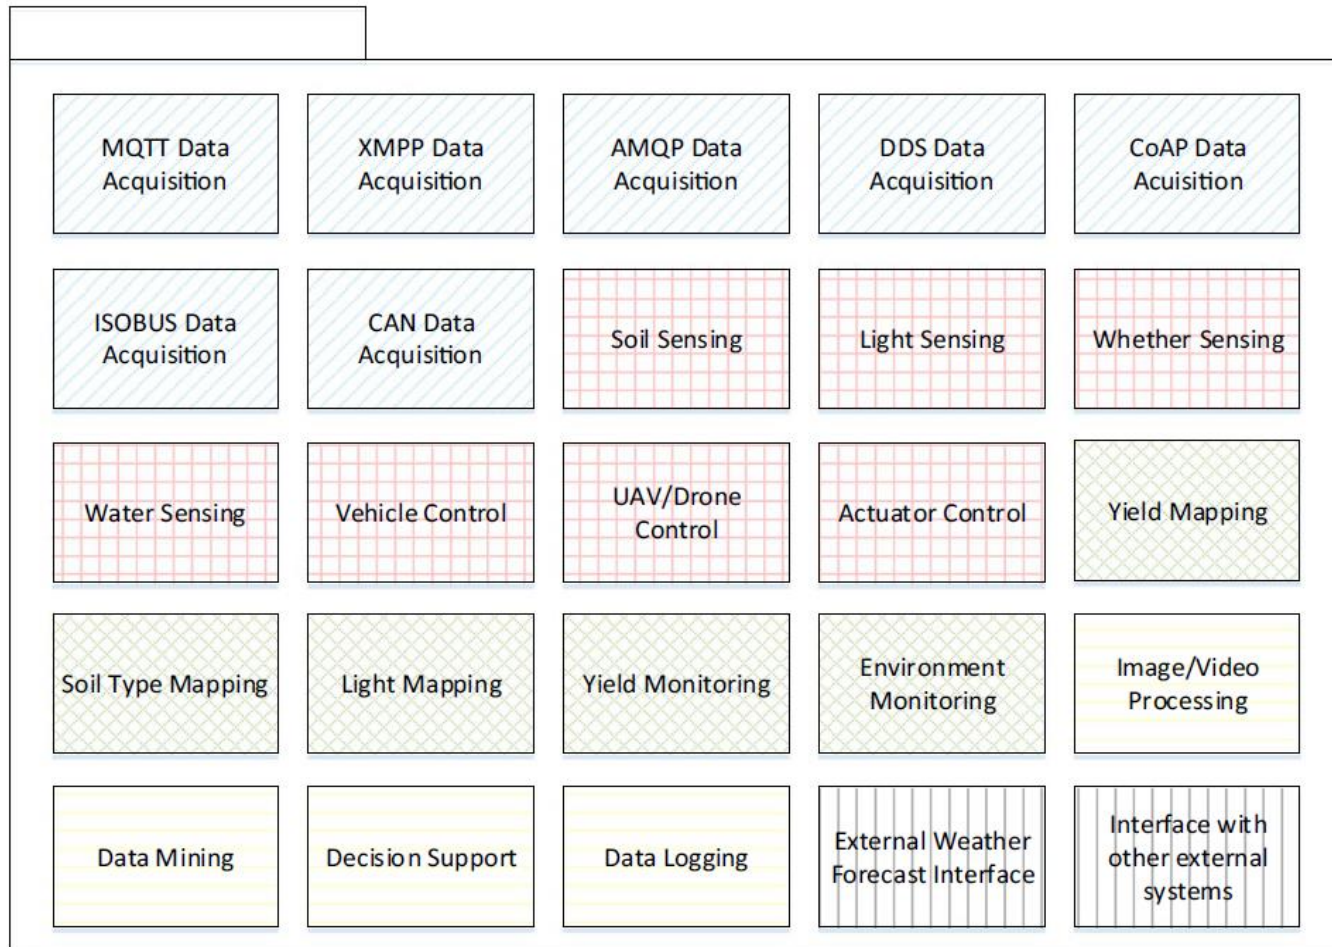 MQTT Data
Acquisition
XMPP Data
Acquisition
AMQP Data
Acquisition
DDS Data
Acquisition
CoAP Data
Acuisition
ISOBUS Data
Acquisition
CAN Data
Acquisition
Soil Sensing
Light Sensing
Whether Sensing
Water Sensing
Vehicle Control
UAV/Drone
Control
Actuator Control
Yield Mapping
Soil Type Mapping
Light Mapping
Yield Monitoring
Environment
Monitoring
Image/Video
Processing
Data Mining
Decision Support
Data Logging
External Weather
Forecast Interface
Interface with
other external
systems